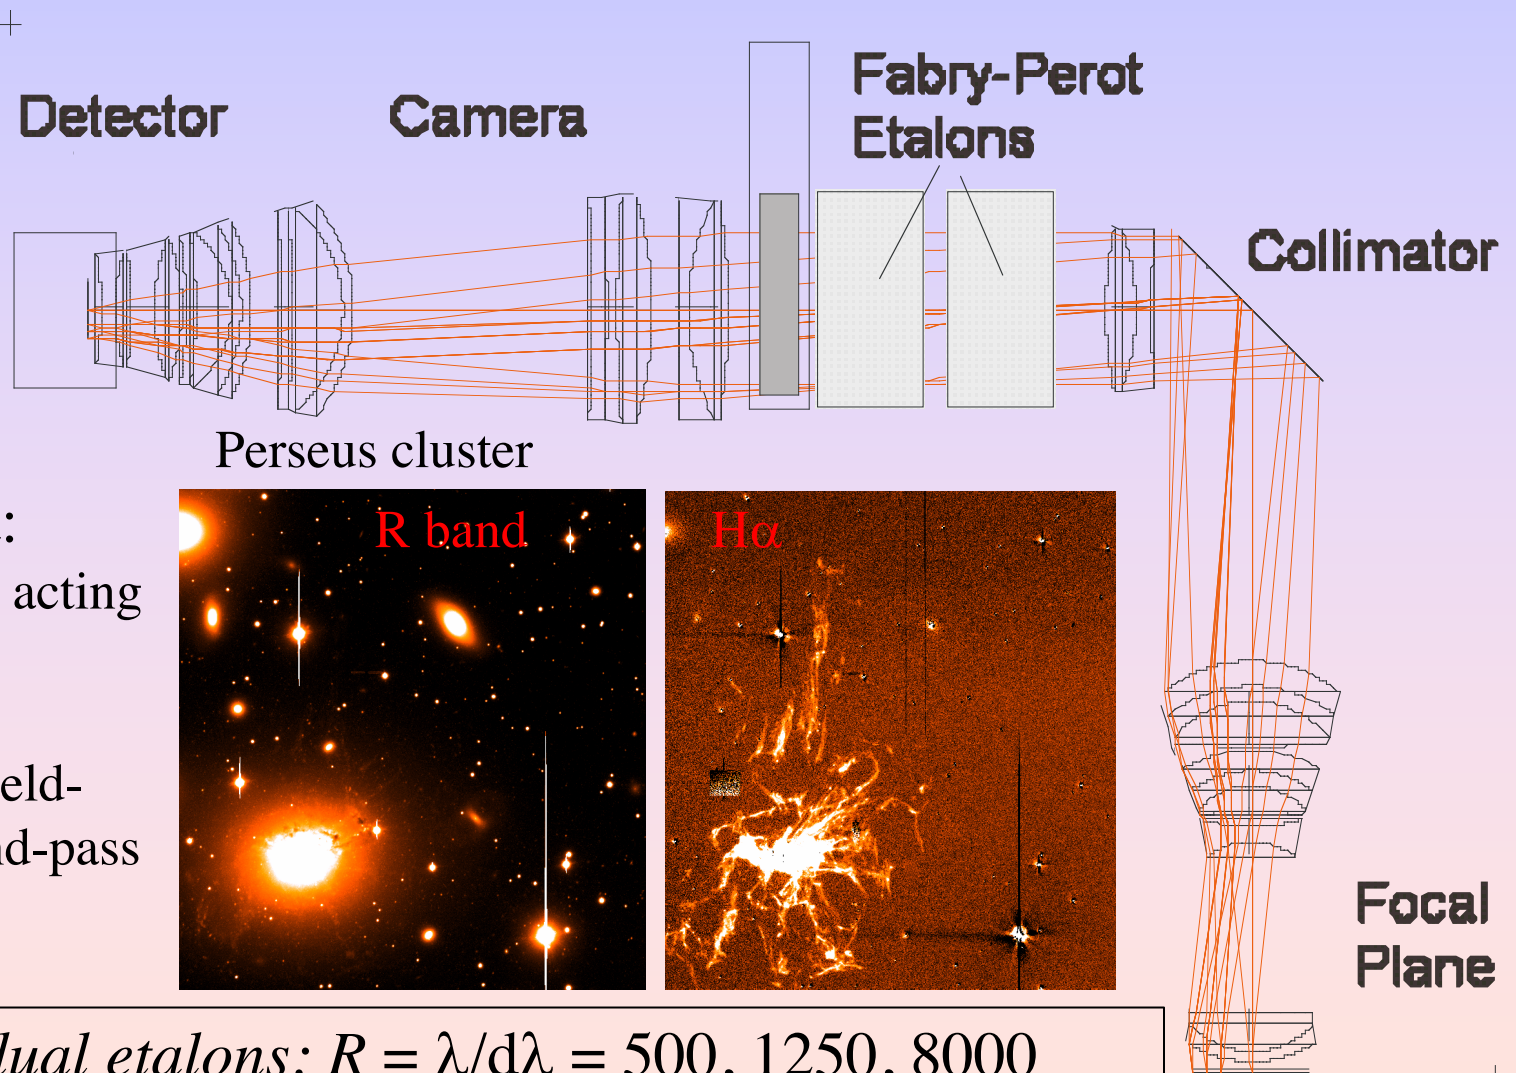 Fabry-Perot
Etalons
Detector
Camera
Collimator
Perseus cluster
R band
Hα
:
acting
eld-
d-pass
Focal
Plane
dual etalons: R = λ/dλ = 500, 1250, 8000